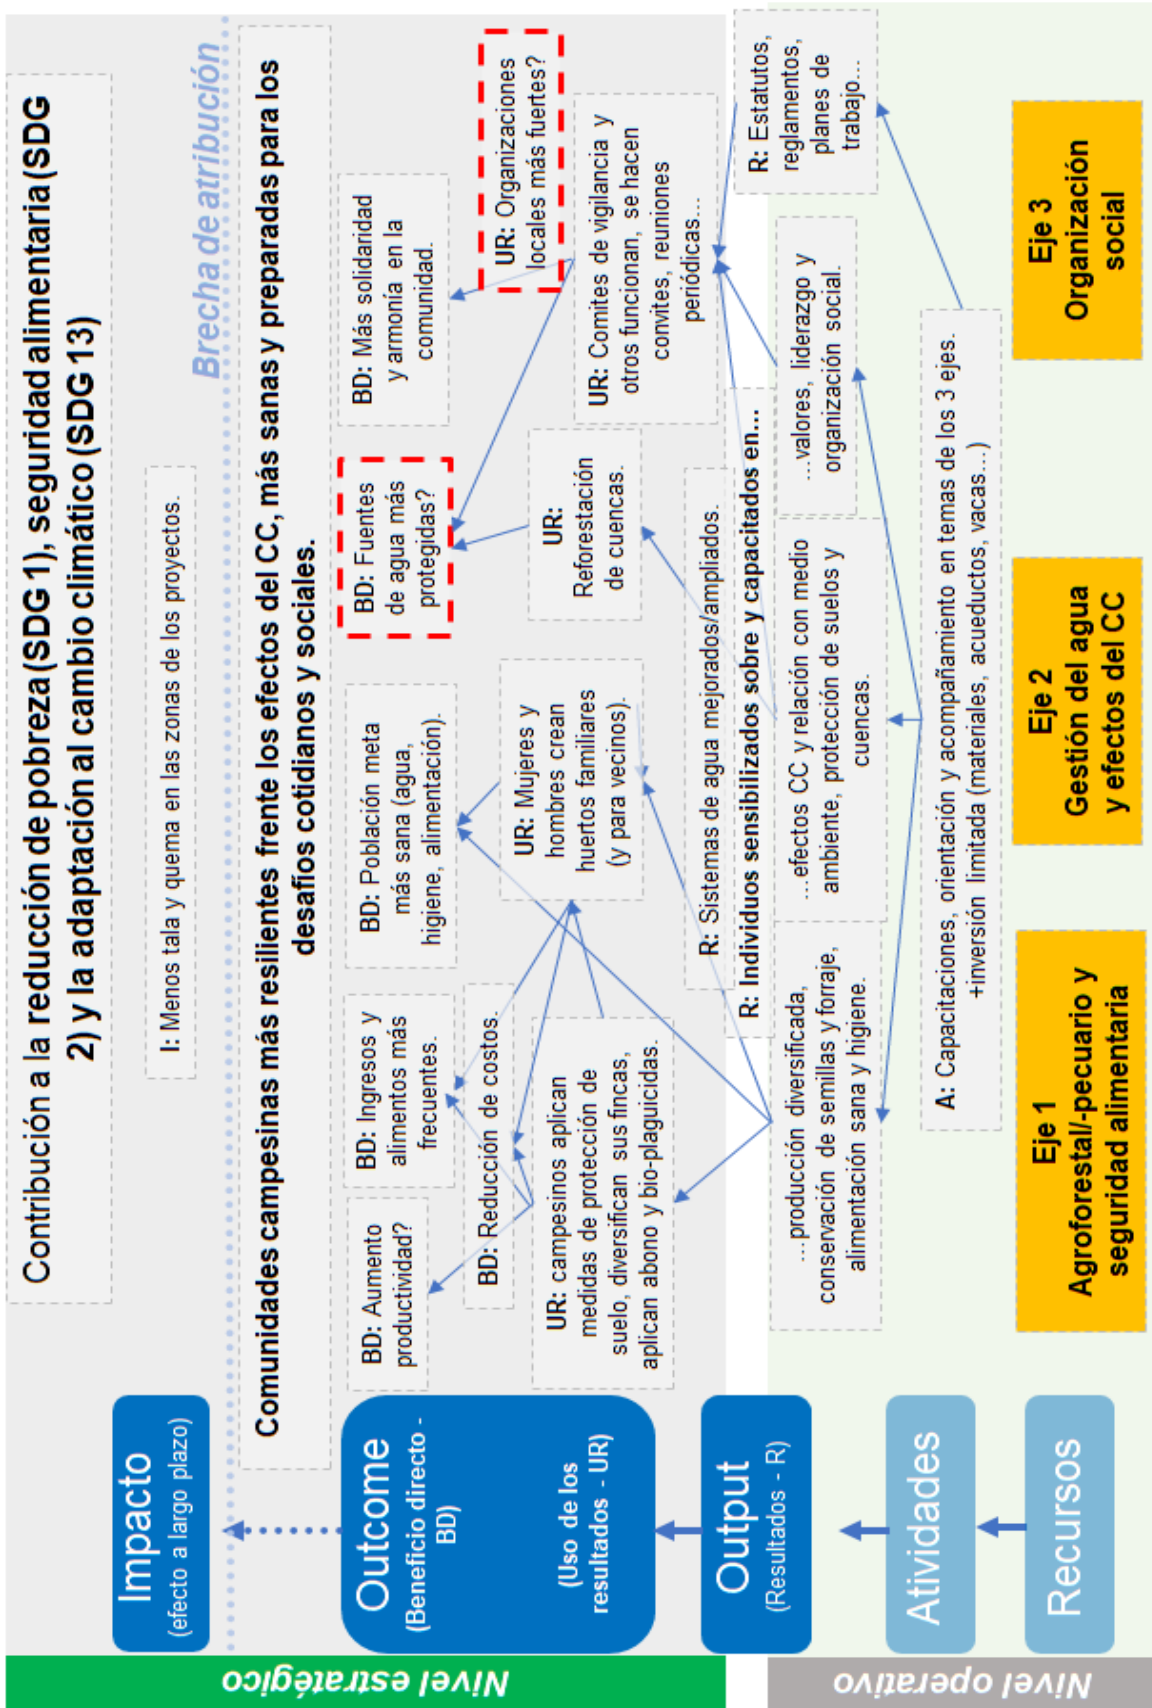 Contribución a la reducción de pobreza (SDG 1), seguridad alimentaria (SDG
2) y la adaptación al cambio climático (SDG 13)
Impacto
(efecto a largo plazo)
I: Menos tala y quema en las zonas de los proyectos.
Brecha de atribución
Comunidades campesinas más resilientes frente los efectos del CC, más sanas y preparadas para los
desafíos cotidianos y sociales.
Nivel estratégico
Outcome
(Beneficio directo -
BD)
(Uso de los
resultados - UR)
BD: Aumento
productividad?
BD: Ingresos y
alimentos más
frecuentes.
BD: Población meta
más sana (agua,
higiene, alimentación).
BD: Fuentes
de agua más
protegidas?
BD: Más solidaridad
y armonía en la
comunidad.
BD: Reducción de costos.
UR: Organizaciones
locales más fuertes?
UR: campesinos aplican
medidas de protección de
suelo, diversifican sus fincas,
aplican abono y bio-plaguicidas.
UR: Mujeres y
hombres crean
huertos familiares
(y para vecinos).
UR:
Reforestación
de cuencas.
UR: Comites de vigilancia y
otros funcionan, se hacen
convites, reuniones
periódicas...
Output
(Resultados - R)
R: Sistemas de agua mejorados/ampliados.
R: Individuos sensibilizados sobre y capacitados en...
R: Estatutos,
reglamentos,
planes de
trabajo...
...producción diversificada,
conservación de semillas y forraje,
alimentación sana y higiene.
...efectos CC y relación con medio
ambiente, protección de suelos y
cuencas.
...valores, liderazgo y
organización social.
Nivel operativo
Atividades
A: Capacitaciones, orientación y acompañamiento en temas de los 3 ejes.
+inversión limitada (materiales, acueductos, vacas...)
Recursos
Eje 1
Agroforestal/-pecuario y
seguridad alimentaria
Eje 2
Gestión del agua
y efectos del CC
Eje 3
Organización
social